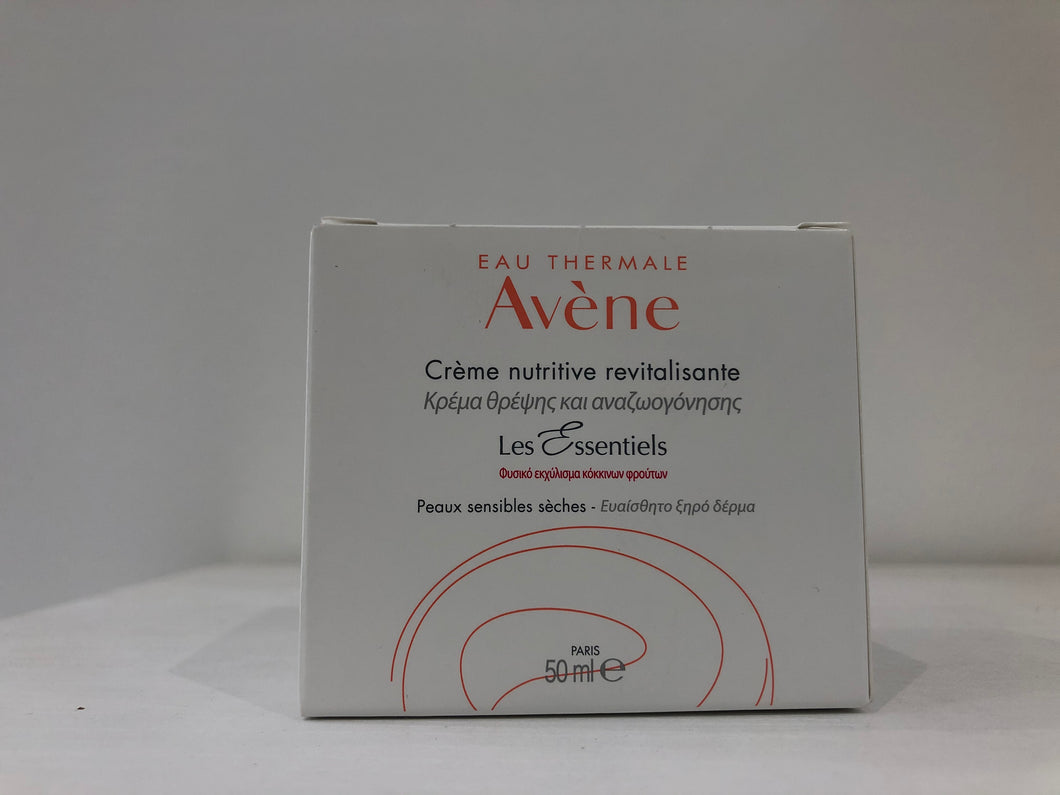 EAU THERMALE
Avène
Crème nutritive revitalisante
Κρέμα θρέψης και αναζωογόνησης
Les Essentiels
Φυσικό εκχύλισμα κόκκινων φρούτων
Peaux sensibles sèches - Ευαίσθητο ξηρό δέρμα
PARIS
50 ml ℮